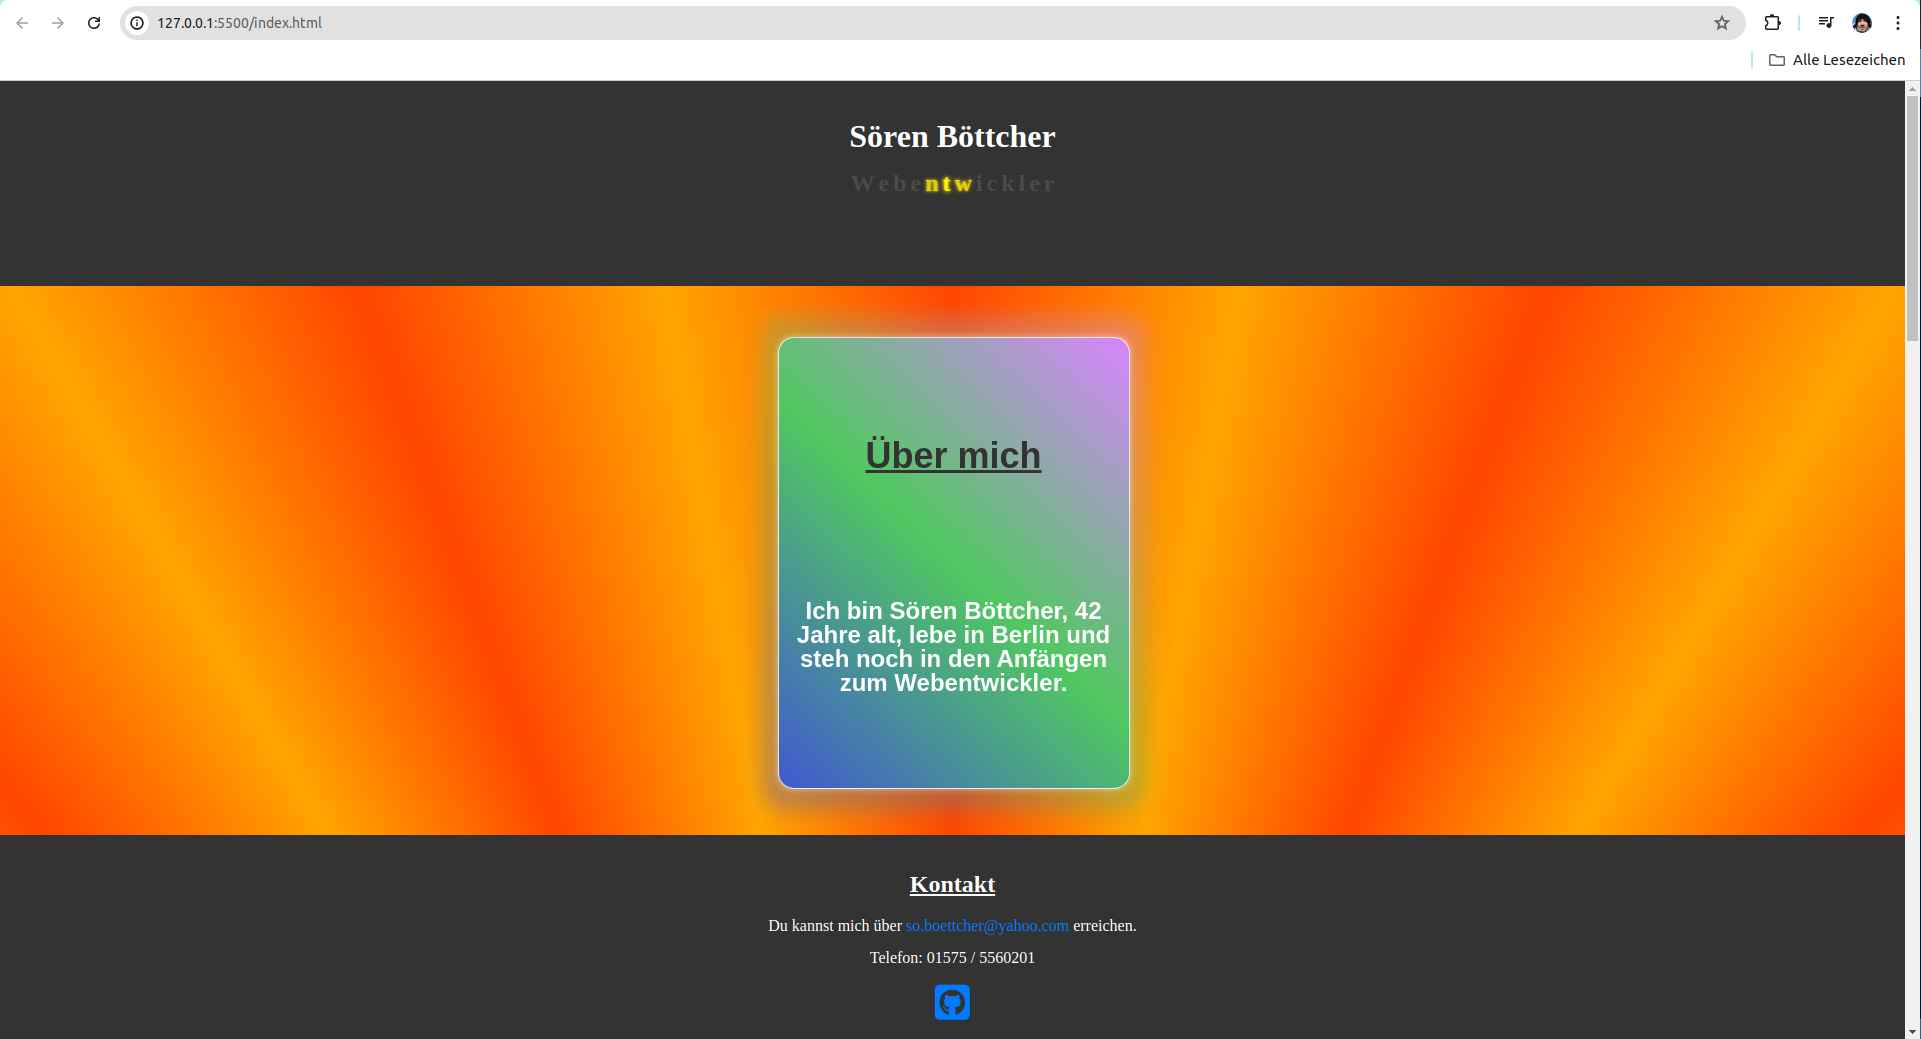 127.0.0.1:5500/index.html
Alle Lesezeichen
Sören Böttcher
Webentwickler
Über mich
Ich bin Sören Böttcher, 42
Jahre alt, lebe in Berlin und
steh noch in den Anfängen
zum Webentwickler.
Kontakt
Du kannst mich über so.boettcher@yahoo.com erreichen.
Telefon: 01575 / 5560201